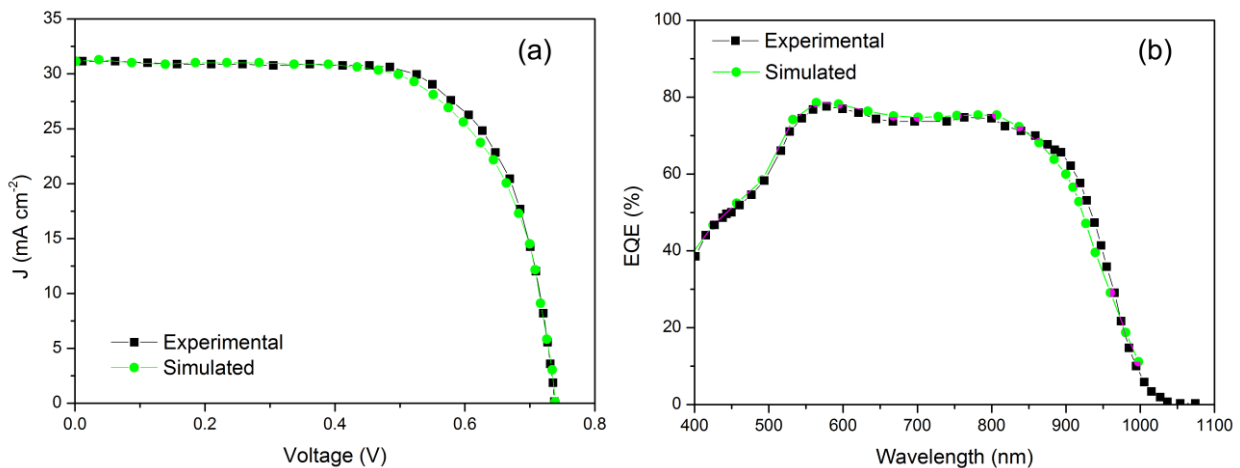 (a)
35
30
25
20
15
10
5
0
J (mA cm-2)
Experimental
Simulated
0.0
0.2
0.4
0.6
0.8
Voltage (V)
(b)
100
80
60
40
20
0
EQE (%)
Experimental
Simulated
400
500
600
700
800
900
1000
1100
Wavelength (nm)